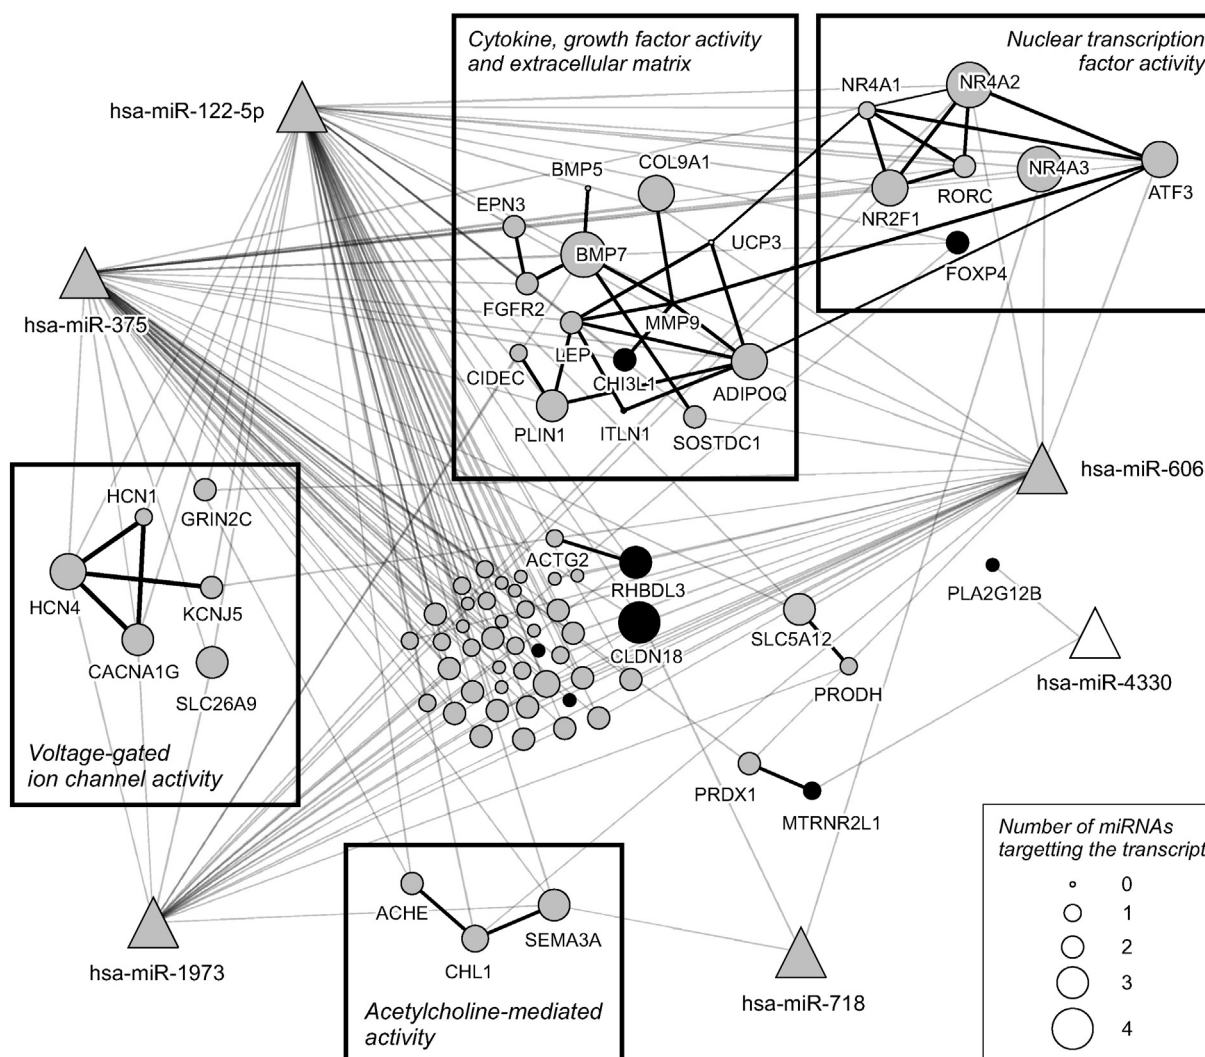 Cytokine, growth factor activity
and extracellular matrix
Nuclear transcription
factor activity
hsa-miR-122-5p
NR4A1
NR4A2
COL9A1
BMP5
NR4A3
ATF3
RORC
NR2F1
EPN3
UCP3
BMP7
FOXP4
FGFR2
hsa-miR-375
MMP9
LEP
CIDEC
CHI3L1
ADIPOQ
PLIN1
ITLN1
SOSTDC1
hsa-miR-606
HCN1
GRIN2C
ACTG2
RHBDL3
PLA2G12B
HCN4
KCNJ5
SLC5A12
CLDN18
CACNA1G
hsa-miR-4330
SLC26A9
PRODH
Voltage-gated
ion channel activity
PRDX1
MTRNR2L1
Number of miRNAs
targetting the transcript
0
1
2
3
4
ACHE
SEMA3A
CHL1
hsa-miR-1973
hsa-miR-718
Acetylcholine-mediated
activity